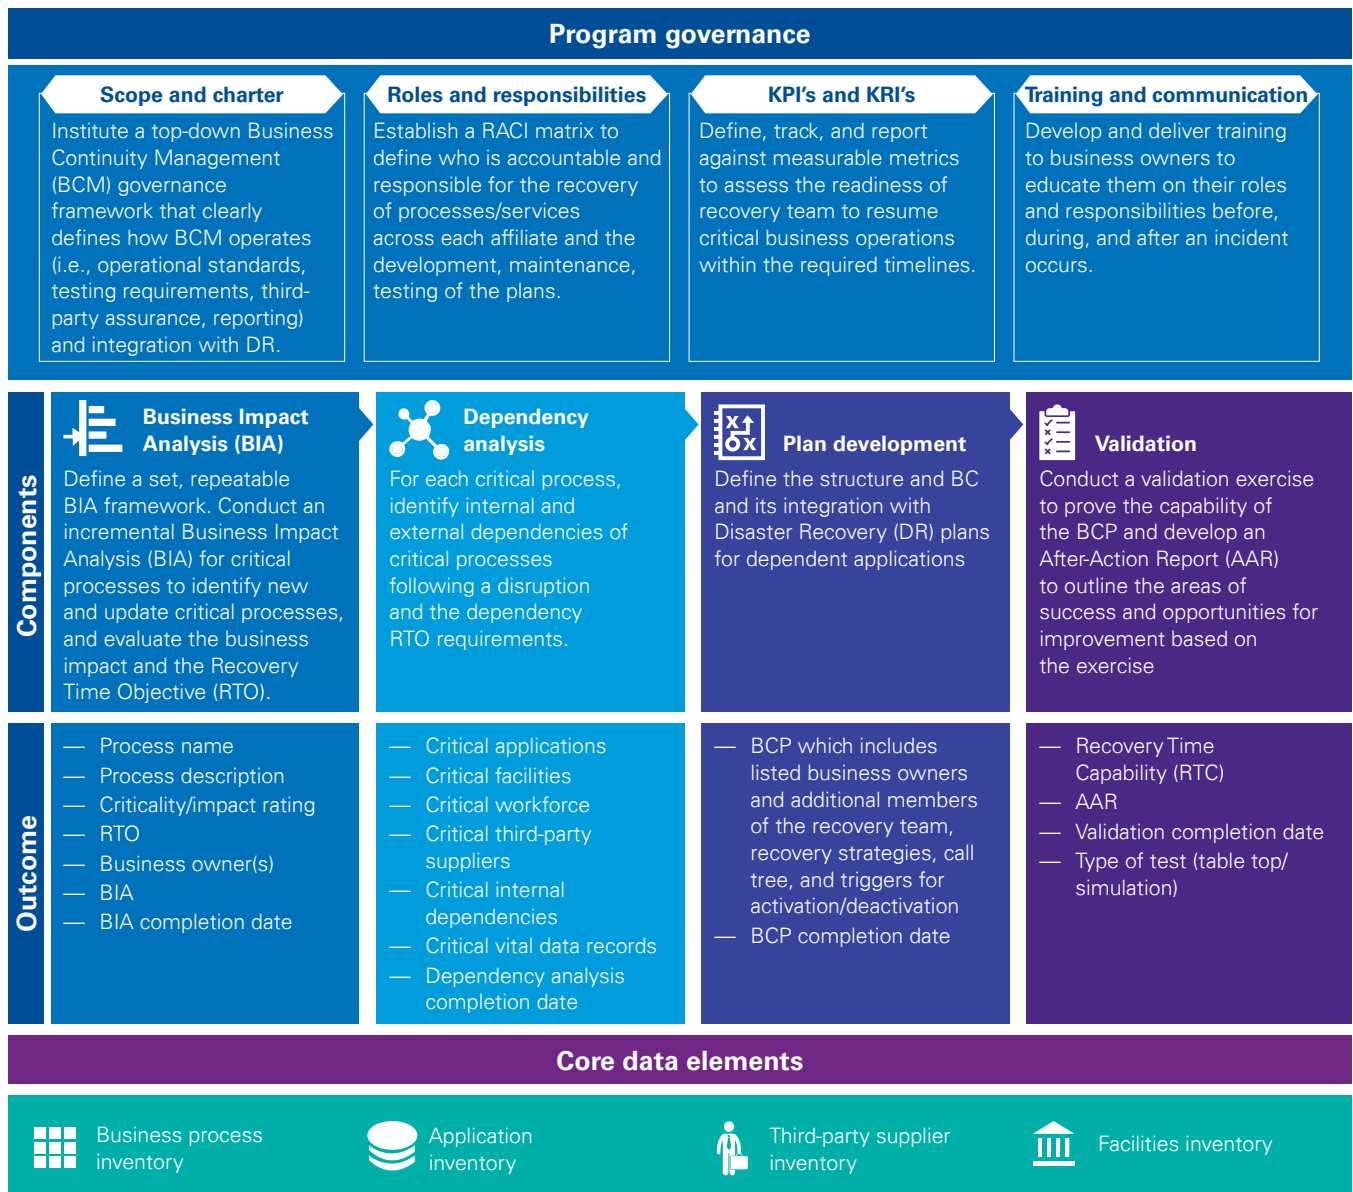 Program governance
Scope and charter
Institute a top-down Business
Continuity Management
(BCM) governance
framework that clearly
defines how BCM operates
(i.e., operational standards,
testing requirements, third-
party assurance, reporting)
and integration with DR.
Roles and responsibilities
Establish a RACI matrix to
define who is accountable and
responsible for the recovery
of processes/services
across each affiliate and the
development, maintenance,
testing of the plans.
KPI's and KRI's
Define, track, and report
against measurable metrics
to assess the readiness of
recovery team to resume
critical business operations
within the required timelines.
Training and communication
Develop and deliver training
to business owners to
educate them on their roles
and responsibilities before,
during, and after an incident
occurs.
Components
Business Impact
Analysis (BIA)
Define a set, repeatable
BIA framework. Conduct an
incremental Business Impact
Analysis (BIA) for critical
processes to identify new
and update critical processes,
and evaluate the business
impact and the Recovery
Time Objective (RTO).
Dependency
analysis
For each critical process,
identify internal and
external dependencies of
critical processes
following a disruption
and the dependency
RTO requirements.
Plan development
Define the structure and BC
and its integration with
Disaster Recovery (DR) plans
for dependent applications
Validation
Conduct a validation exercise
to prove the capability of
the BCP and develop an
After-Action Report (AAR)
to outline the areas of
success and opportunities for
improvement based on
the exercise
Outcome
— Process name
— Process description
— Criticality/impact rating
— RTO
— Business owner(s)
— BIA
— BIA completion date
— Critical applications
— Critical facilities
— Critical workforce
— Critical third-party
suppliers
— Critical internal
dependencies
— Critical vital data records
— Dependency analysis
completion date
— BCP which includes
listed business owners
and additional members
of the recovery team,
recovery strategies, call
tree, and triggers for
activation/deactivation
— BCP completion date
— Recovery Time
Capability (RTC)
— AAR
— Validation completion date
— Type of test (table top/
simulation)
Core data elements
Business process
inventory
Application
inventory
Third-party supplier
inventory
Facilities inventory